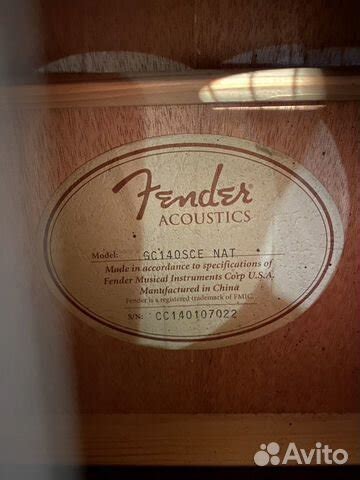 Fender®
ACOUSTICS
Model: GC140SCE NAT
Made in accordance to specifications of
Fender Musical Instruments Corp U.S.A.
Manufactured in China
Fender is a registered trademark of FMIC.
S/N: CC140107022
Avito